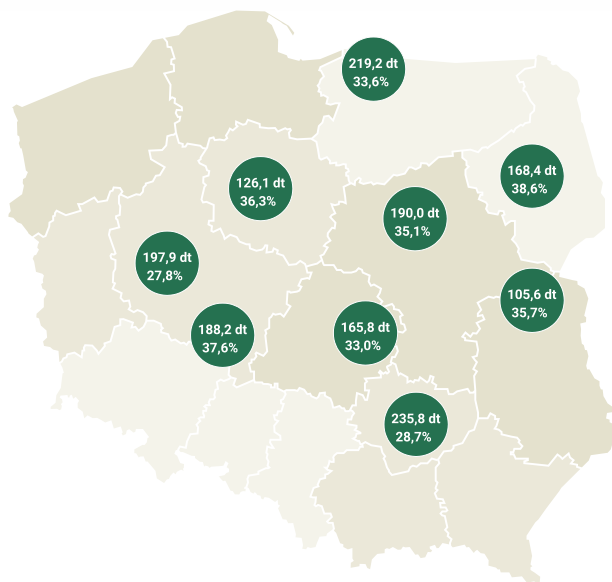 219,2 dt
33,6%
168,4 dt
38,6%
126,1 dt
36,3%
190,0 dt
35,1%
197,9 dt
27,8%
105,6 dt
35,7%
188,2 dt
37,6%
165,8 dt
33,0%
235,8 dt
28,7%